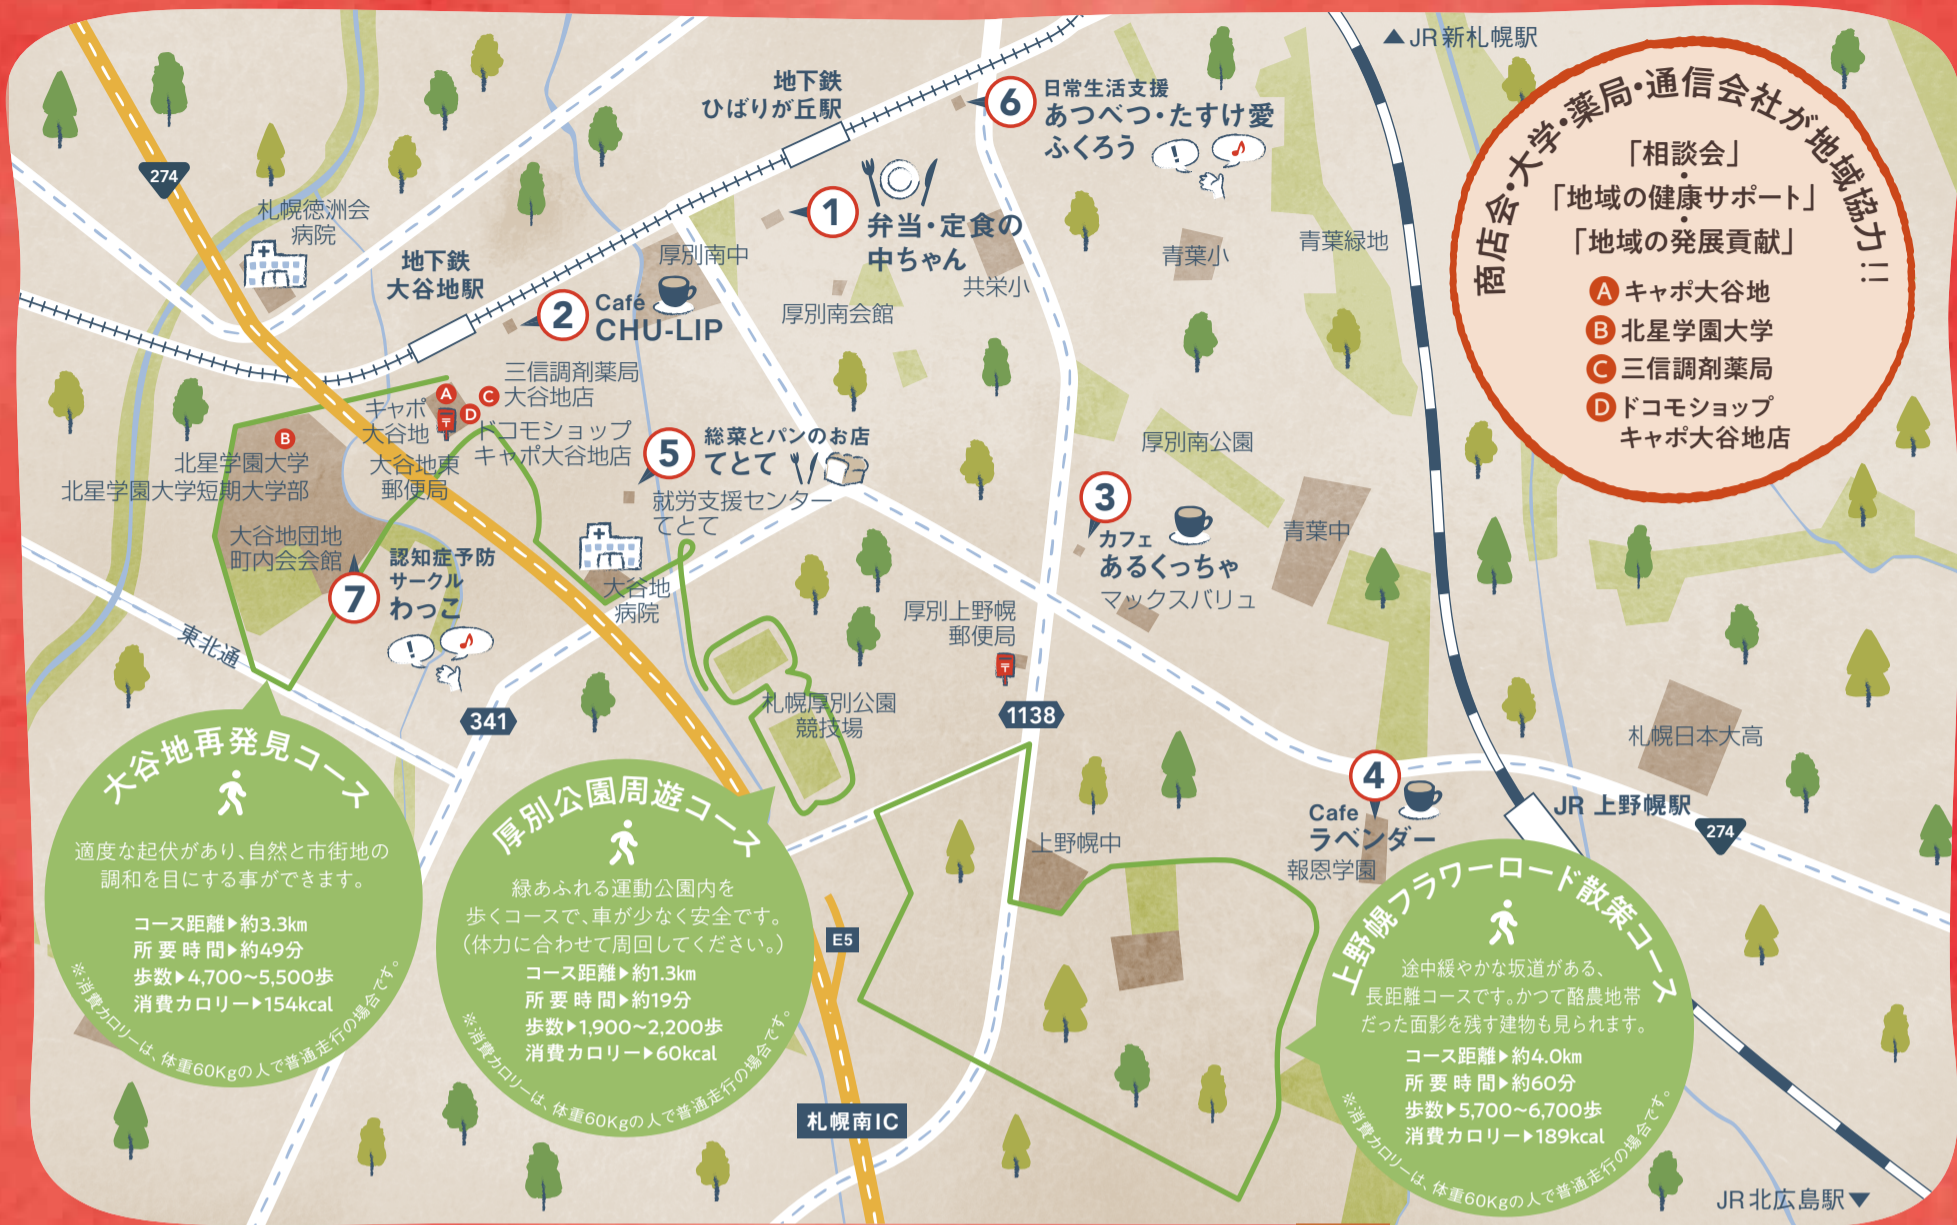 ▲JR新札幌駅
地下鉄
ひばりが丘駅
6
日常生活支援
あつべつ・たすけ愛
ふくろう
!
♪
274
札幌徳洲会
病院
地下鉄
大谷地駅
1
弁当・定食の
中ちゃん
厚別南中
共栄小
青葉小
青葉緑地
厚別南会館
2
Café
CHU-LIP
商店会・大学・薬局・通信会社が地域協力!!
「相談会」
・
「地域の健康サポート」
・
「地域の発展貢献」
A キャポ大谷地
B 北星学園大学
C 三信調剤薬局
D ドコモショップ
キャポ大谷地店
A
C
三信調剤薬局
大谷地店
キャポ
大谷地
〒
D
ドコモショップ
キャポ大谷地店
B
北星学園大学
北星学園大学短期大学部
大谷地東
郵便局
5
総菜とパンのお店
てとて
就労支援センター
てとて
厚別南公園
3
カフェ
あるくっちゃ
マックスバリュ
青葉中
大谷地団地
町内会会館
7
認知症予防
サークル
わっこ
!
♪
大谷地
病院
東北通
厚別上野幌
郵便局
〒
341
札幌厚別公園
競技場
1138
札幌日本大高
4
Cafe
ラベンダー
報恩学園
JR 上野幌駅
274
上野幌中
大谷地再発見コース
適度な起伏があり、自然と市街地の
調和を目にする事ができます。
コース距離▶約3.3km
所要時間▶約49分
歩数▶4,700〜5,500歩
消費カロリー▶154kcal
※消費カロリーは、体重60Kgの人で普通走行の場合です。
厚別公園周遊コース
緑あふれる運動公園内を
歩くコースで、車が少なく安全です。
(体力に合わせて周回してください。)
コース距離▶約1.3km
所要時間▶約19分
歩数▶1,900〜2,200歩
消費カロリー▶60kcal
※消費カロリーは、体重60Kgの人で普通走行の場合です。
E5
札幌南IC
上野幌フラワーロード散策コース
途中緩やかな坂道がある、
長距離コースです。かつて酪農地帯
だった面影を残す建物も見られます。
コース距離▶約4.0km
所要時間▶約60分
歩数▶5,700〜6,700歩
消費カロリー▶189kcal
※消費カロリーは、体重60Kgの人で普通走行の場合です。
JR北広島駅▼